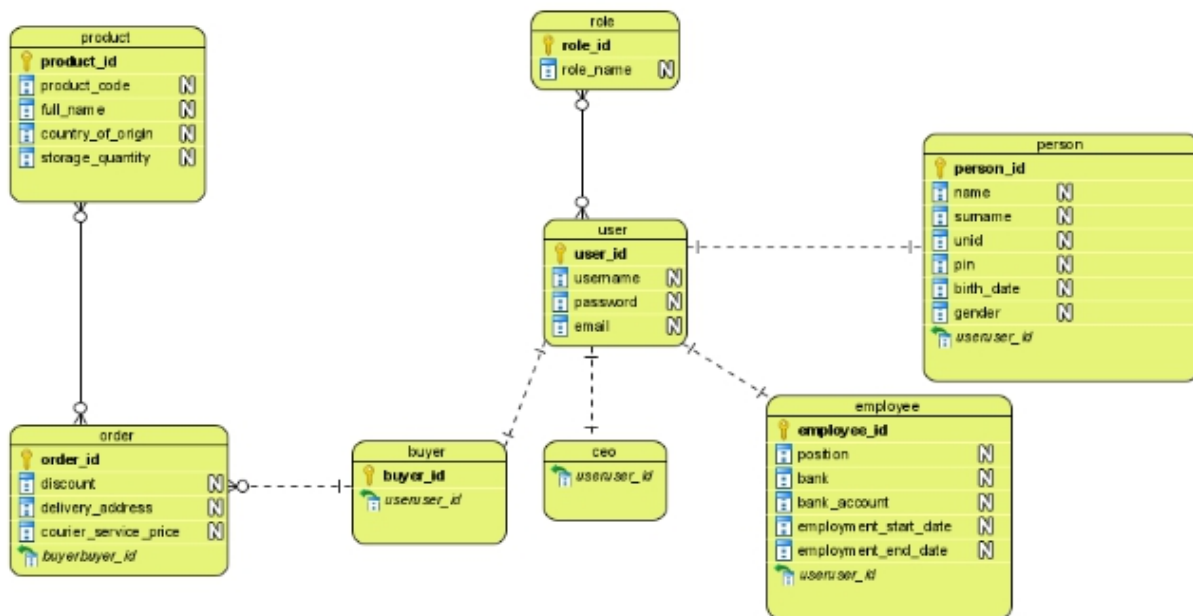 product
product_id
product_code N
full_name N
country_of_origin N
storage_quantity N
role
role_id
role_name N
person
person_id
name N
surname N
unid N
pin N
birth_date N
gender N
useruser_id
user
user_id
username N
password N
email N
employee
employee_id
position N
bank N
bank_account N
employment_start_date N
employment_end_date N
useruser_id
order
order_id
discount N
delivery_address N
courier_service_price N
buyerbuyer_id
buyer
buyer_id
useruser_id
ceo
useruser_id